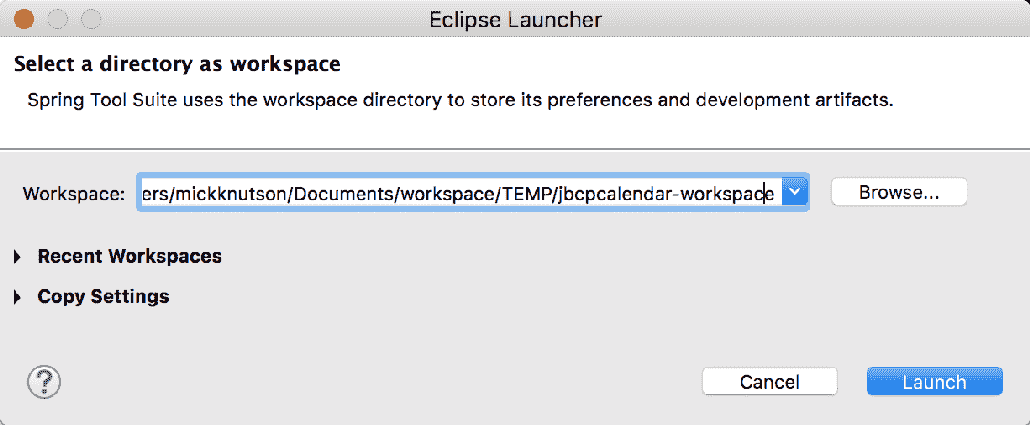 Eclipse Launcher
Select a directory as workspace
Spring Tool Suite uses the workspace directory to store its preferences and development artifacts.
Workspace: ers/mickknutson/Documents/workspace/TEMP/jbcpcalendar-workspace Browse...
Recent Workspaces
Copy Settings
? Cancel Launch